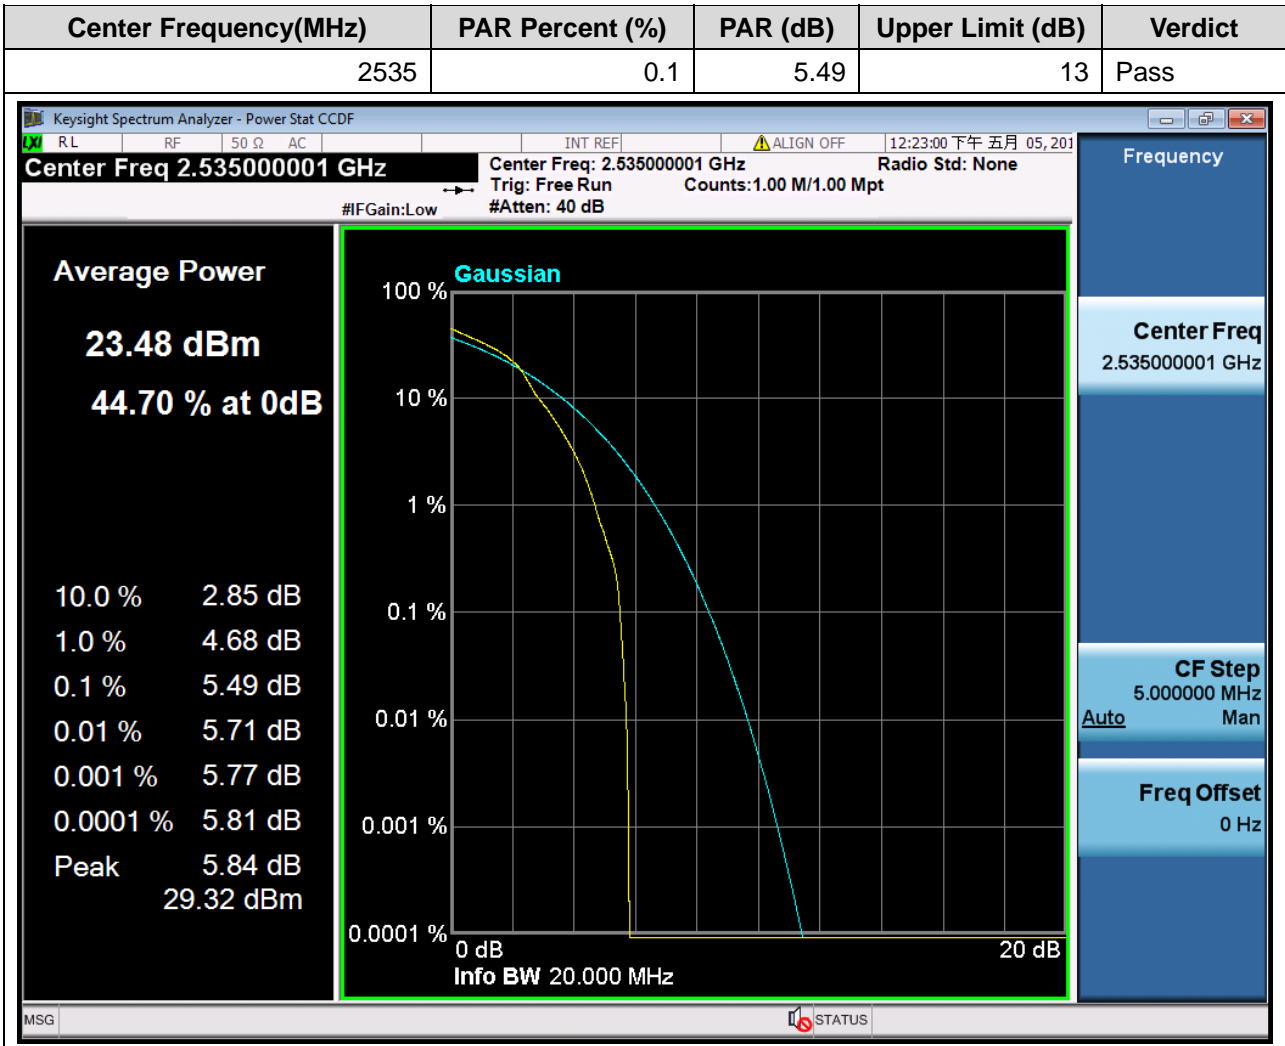 Center Frequency(MHz) PAR Percent (%) PAR (dB) Upper Limit (dB) Verdict
2535 0.1 5.49 13 Pass
Keysight Spectrum Analyzer - Power Stat CCDF
LXI RL RF 50 Ω AC INT REF ALIGN OFF 12:23:00 下午 五月 05, 201
Center Freq 2.535000001 GHz
Center Freq: 2.535000001 GHz Radio Std: None
Trig: Free Run Counts:1.00 M/1.00 Mpt
#IFGain:Low #Atten: 40 dB
Average Power
23.48 dBm
44.70 % at 0dB
10.0 % 2.85 dB
1.0 % 4.68 dB
0.1 % 5.49 dB
0.01 % 5.71 dB
0.001 % 5.77 dB
0.0001 % 5.81 dB
Peak 5.84 dB
29.32 dBm
Gaussian
100 %
10 %
1 %
0.1 %
0.01 %
0.001 %
0.0001 %
0 dB 20 dB
Info BW 20.000 MHz
Frequency
Center Freq
2.535000001 GHz
CF Step
5.000000 MHz
Auto Man
Freq Offset
0 Hz
MSG STATUS